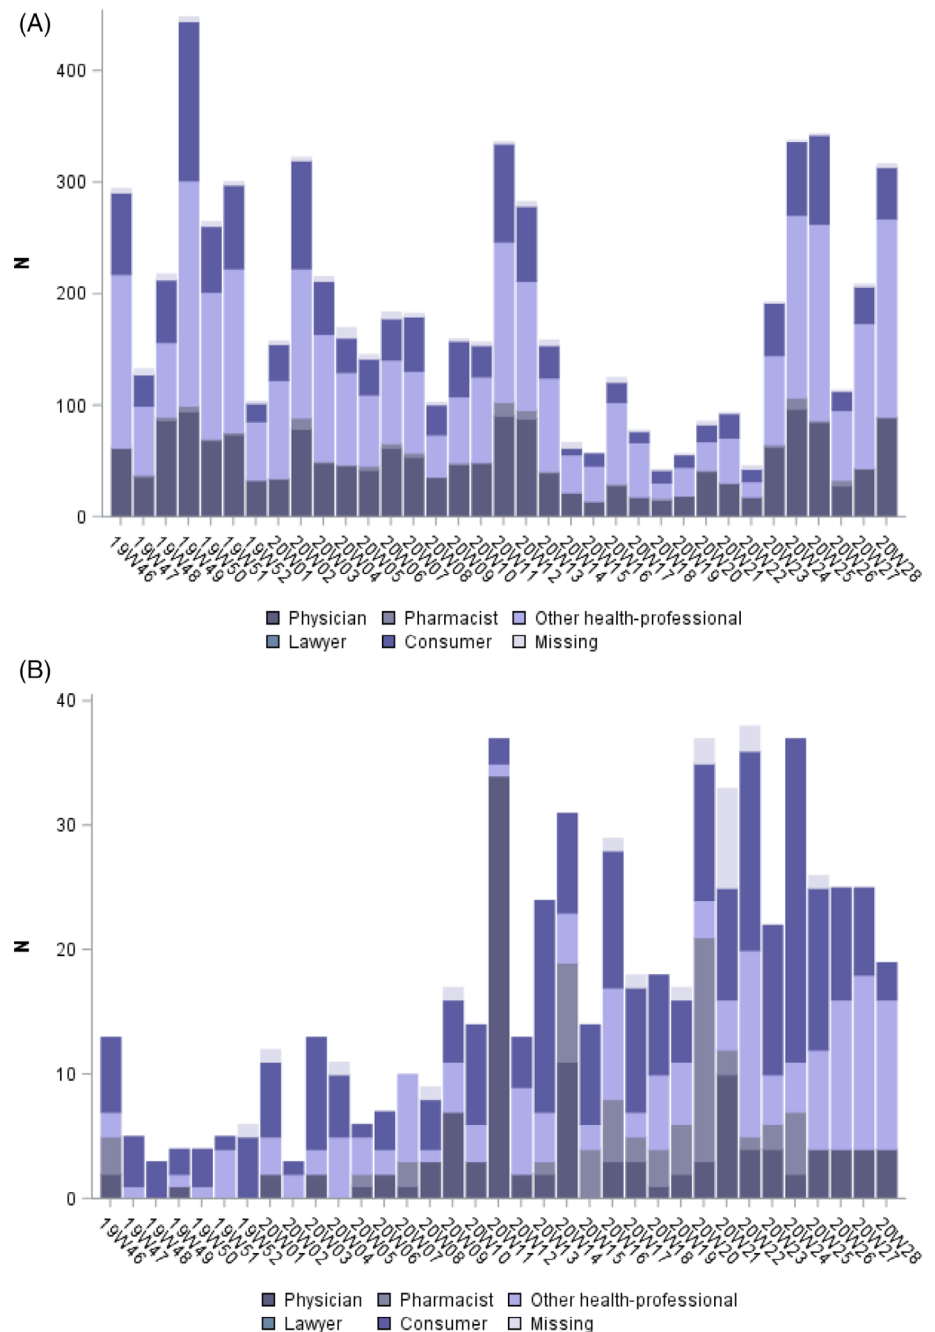 (A)
400
300
200
100
0
N
19W46 19W47 19W48 19W49 19W50 19W51 19W52 20W01 20W02 20W03 20W04 20W05 20W06 20W07 20W08 20W09 20W10 20W11 20W12 20W13 20W14 20W15 20W16 20W17 20W18 20W19 20W20 20W21 20W22 20W23 20W24 20W25 20W26 20W27 20W28
Physician Pharmacist Other health-professional
Lawyer Consumer Missing
(B)
40
30
20
10
0
N
19W46 19W47 19W48 19W49 19W50 19W51 19W52 20W01 20W02 20W03 20W04 20W05 20W06 20W07 20W08 20W09 20W10 20W11 20W12 20W13 20W14 20W15 20W16 20W17 20W18 20W19 20W20 20W21 20W22 20W23 20W24 20W25 20W26 20W27 20W28
Physician Pharmacist Other health-professional
Lawyer Consumer Missing